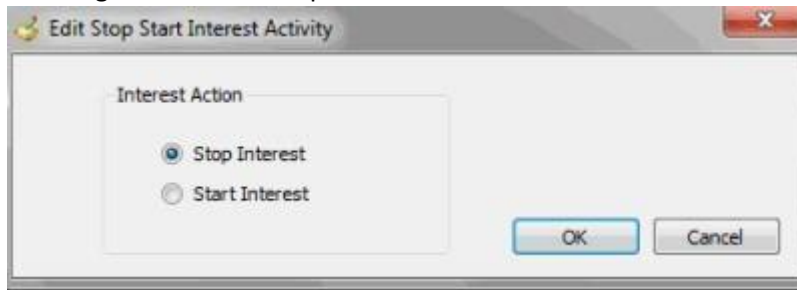 Edit Stop Start Interest Activity
Interest Action
Stop Interest
Start Interest
OK Cancel